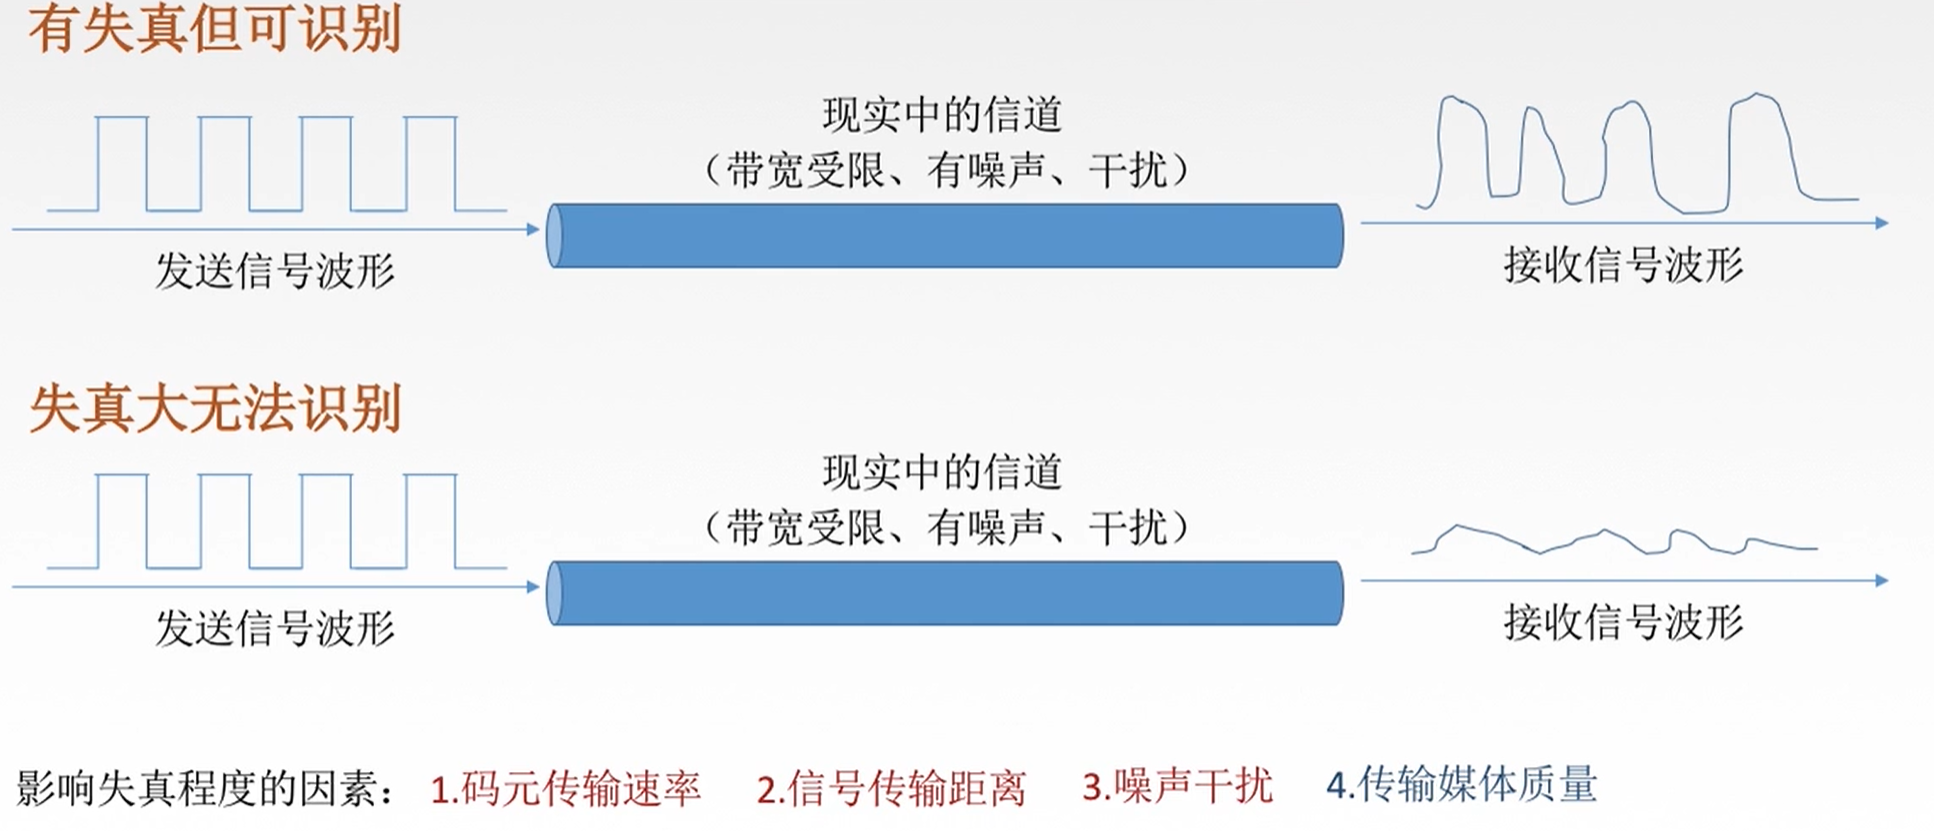 有失真但可识别
现实中的信道
（带宽受限、有噪声、干扰）
发送信号波形
接收信号波形
失真大无法识别
现实中的信道
（带宽受限、有噪声、干扰）
发送信号波形
接收信号波形
影响失真程度的因素： 1.码元传输速率 2.信号传输距离 3.噪声干扰 4.传输媒体质量